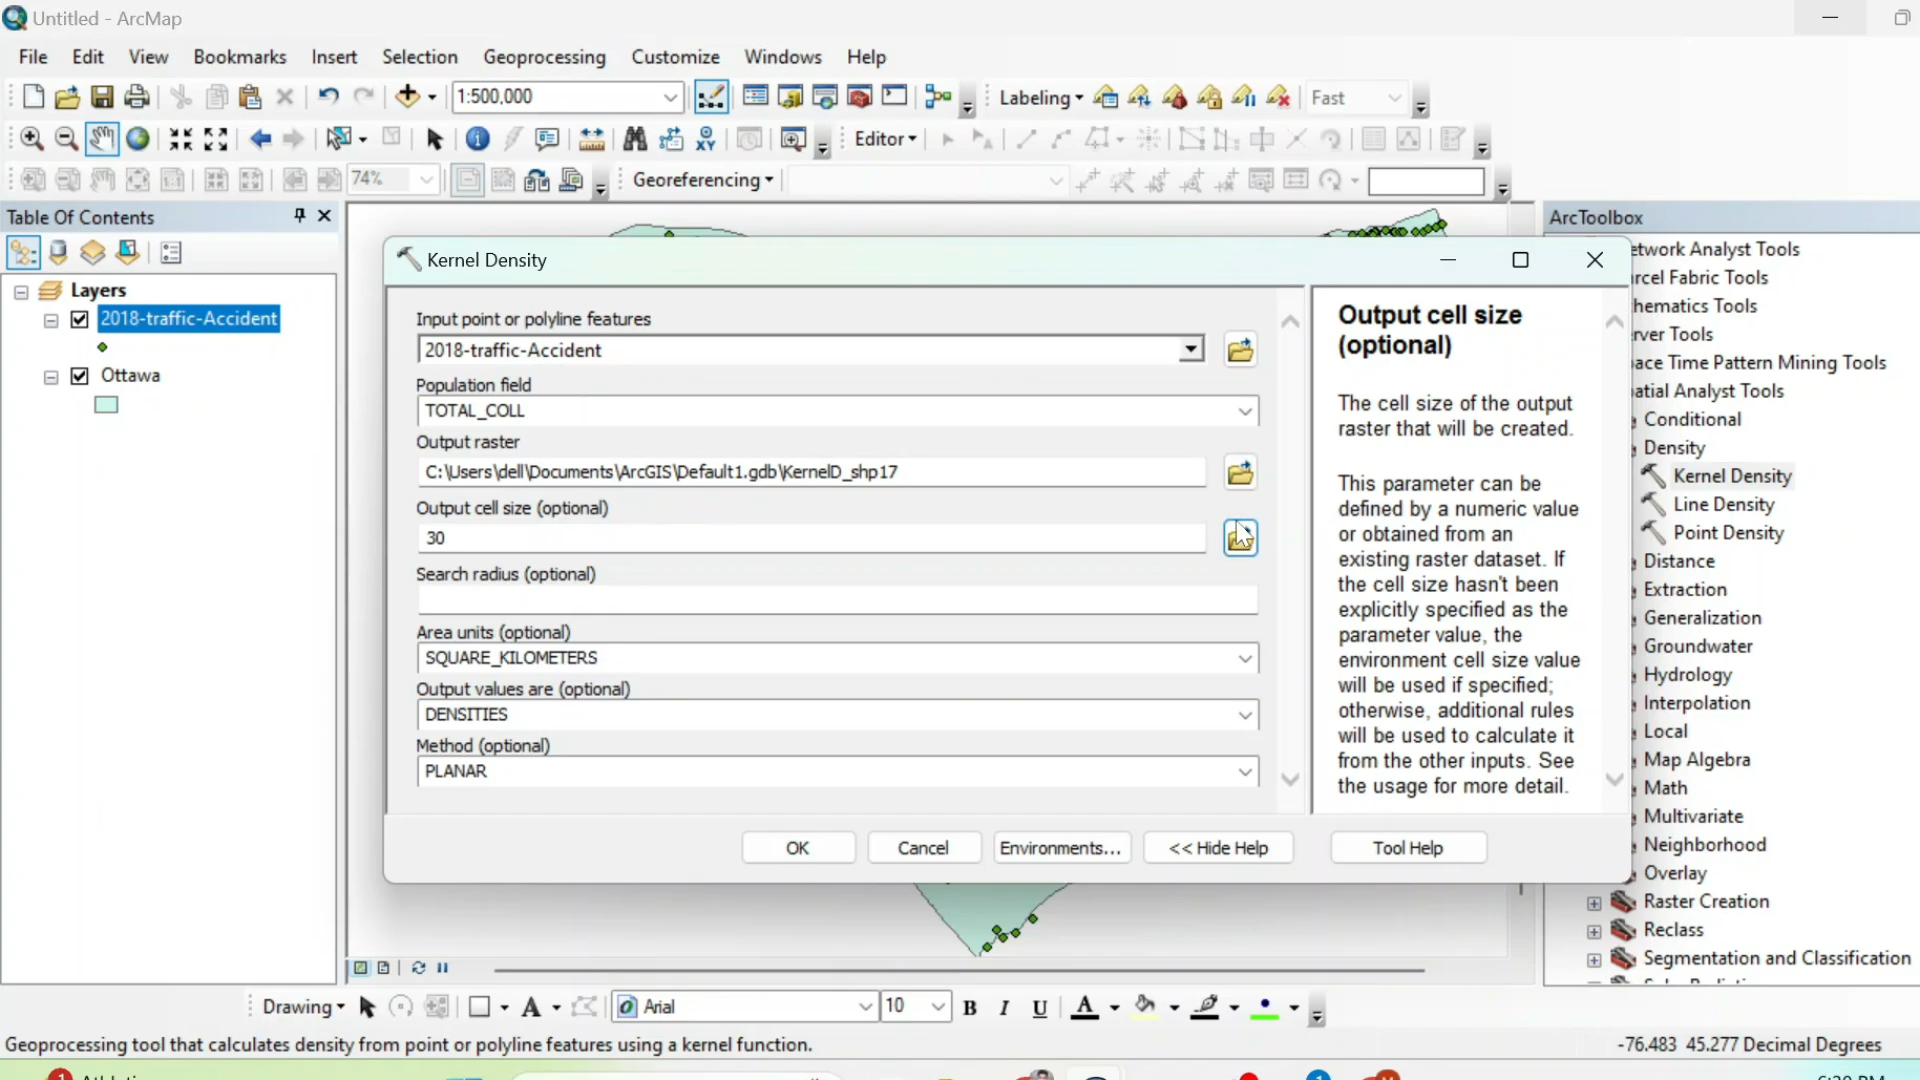 Untitled - ArcMap
File Edit View Bookmarks Insert Selection Geoprocessing Customize Windows Help
1:500,000 Labeling Fast
Editor
74% Georeferencing
Table Of Contents
Layers
2018-traffic-Accident
Ottawa
Kernel Density
Input point or polyline features
2018-traffic-Accident
Population field
TOTAL_COLL
Output raster
C:\Users\dell\Documents\ArcGIS\Default1.gdb\KernelD_shp17
Output cell size (optional)
30
Search radius (optional)
Area units (optional)
SQUARE_KILOMETERS
Output values are (optional)
DENSITIES
Method (optional)
PLANAR
OK Cancel Environments... << Hide Help Tool Help
Output cell size
(optional)
The cell size of the output
raster that will be created.
This parameter can be
defined by a numeric value
or obtained from an
existing raster dataset. If
the cell size hasn't been
explicitly specified as the
parameter value, the
environment cell size value
will be used if specified;
otherwise, additional rules
will be used to calculate it
from the other inputs. See
the usage for more detail.
ArcToolbox
etwork Analyst Tools
rcel Fabric Tools
hematics Tools
rver Tools
ace Time Pattern Mining Tools
atial Analyst Tools
Conditional
Density
Kernel Density
Line Density
Point Density
Distance
Extraction
Generalization
Groundwater
Hydrology
Interpolation
Local
Map Algebra
Math
Multivariate
Neighborhood
Overlay
Raster Creation
Reclass
Segmentation and Classification
Drawing A Arial 10 B I U A
Geoprocessing tool that calculates density from point or polyline features using a kernel function.
-76.483 45.277 Decimal Degrees